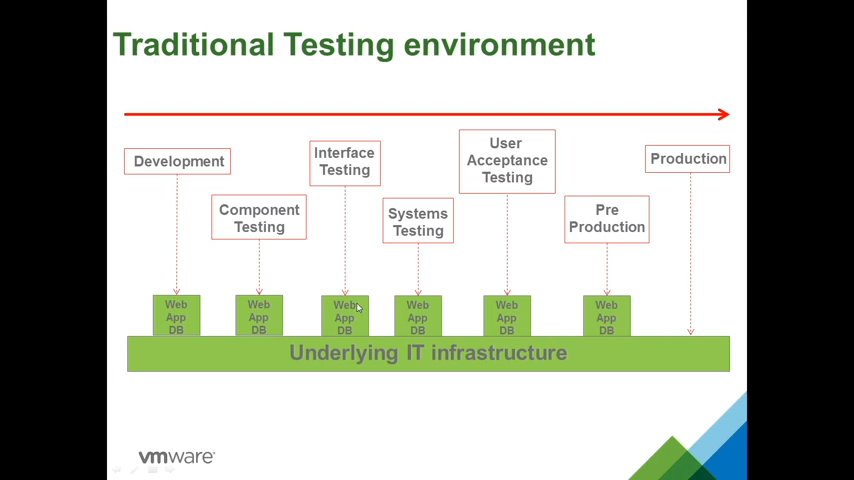 Traditional Testing environment
Development
Interface
Testing
User
Acceptance
Testing
Production
Component
Testing
Systems
Testing
Pre
Production
Web
App
DB
Web
App
DB
Web
App
DB
Web
App
DB
Web
App
DB
Web
App
DB
Underlying IT infrastructure
vmware